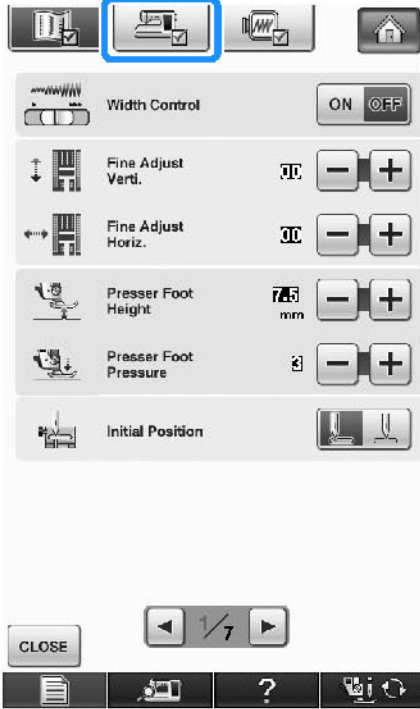 Width Control
ON OFF
Fine Adjust
Verti.
00
− +
Fine Adjust
Horiz.
00
− +
Presser Foot
Height
7.5
mm
− +
Presser Foot
Pressure
3
− +
Initial Position
1/7
CLOSE
?